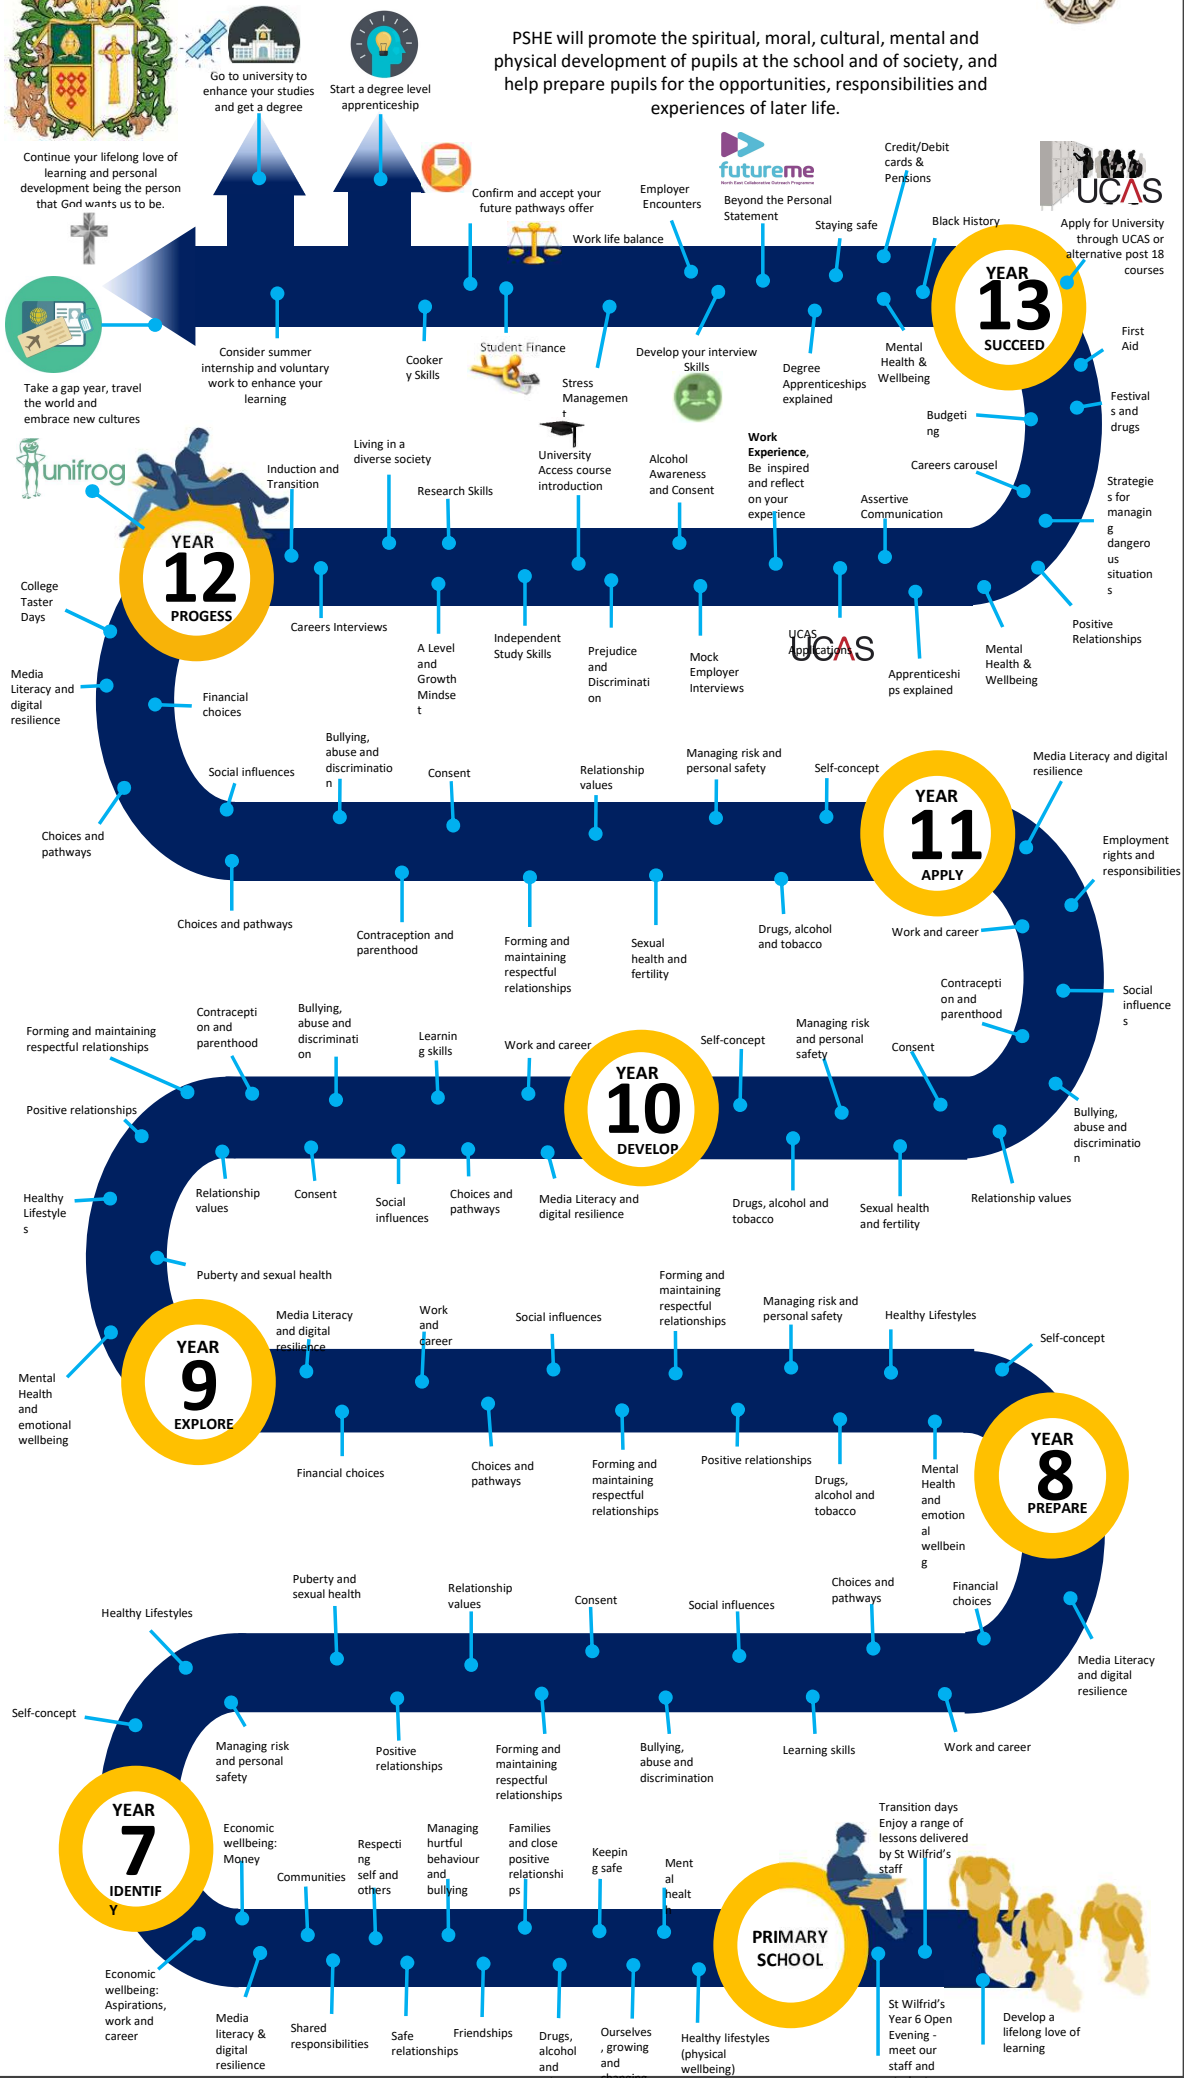 PSHE will promote the spiritual, moral, cultural, mental and
physical development of pupils at the school and of society, and
help prepare pupils for the opportunities, responsibilities and
experiences of later life.
Go to university to
enhance your studies
and get a degree
Start a degree level
apprenticeship
Continue your lifelong love of
learning and personal
development being the person
that God wants us to be.
Confirm and accept your
future pathways offer
Work life balance
Employer
Encounters
futureme
North East Collaborative Outreach Programme
Beyond the Personal
Statement
Staying safe
Credit/Debit
cards &
Pensions
Black History
UCAS
Apply for University
through UCAS or
alternative post 18
courses
YEAR
13
SUCCEED
Take a gap year, travel
the world and
embrace new cultures
Consider summer
internship and voluntary
work to enhance your
learning
Cooker
y Skills
Student Finance
Stress
Managemen
t
Develop your interview
Skills
Degree
Apprenticeships
explained
Mental
Health &
Wellbeing
First
Aid
Festival
s and
drugs
Budgeti
ng
Careers carousel
Strategie
s for
managin
g
dangero
us
situation
s
Positive
Relationships
unifrog
Induction and
Transition
Living in a
diverse society
Research Skills
University
Access course
introduction
Alcohol
Awareness
and Consent
Work
Experience,
Be inspired
and reflect
on your
experience
Assertive
Communication
YEAR
12
PROGESS
College
Taster
Days
Careers Interviews
A Level
and
Growth
Mindse
t
Independent
Study Skills
Prejudice
and
Discriminati
on
Mock
Employer
Interviews
UCAS
Applications
UCAS
Apprenticeshi
ps explained
Mental
Health &
Wellbeing
Media
Literacy and
digital
resilience
Financial
choices
Choices and
pathways
Social influences
Bullying,
abuse and
discriminatio
n
Consent
Relationship
values
Managing risk and
personal safety
Self-concept
YEAR
11
APPLY
Media Literacy and digital
resilience
Employment
rights and
responsibilities
Choices and pathways
Contraception and
parenthood
Forming and
maintaining
respectful
relationships
Sexual
health and
fertility
Drugs, alcohol
and tobacco
Work and career
Contracepti
on and
parenthood
Social
influence
s
Forming and maintaining
respectful relationships
Contracepti
on and
parenthood
Bullying,
abuse and
discriminati
on
Learnin
g skills
Work and career
YEAR
10
DEVELOP
Self-concept
Managing risk
and personal
safety
Consent
Bullying,
abuse and
discriminatio
n
Positive relationships
Healthy
Lifestyle
s
Relationship
values
Consent
Social
influences
Choices and
pathways
Media Literacy and
digital resilience
Drugs, alcohol and
tobacco
Sexual health
and fertility
Relationship values
Puberty and sexual health
Mental
Health
and
emotional
wellbeing
YEAR
9
EXPLORE
Media Literacy
and digital
resilience
Work
and
career
Social influences
Forming and
maintaining
respectful
relationships
Managing risk and
personal safety
Healthy Lifestyles
Self-concept
Financial choices
Choices and
pathways
Forming and
maintaining
respectful
relationships
Positive relationships
Drugs,
alcohol and
tobacco
Mental
Health
and
emotion
al
wellbein
g
YEAR
8
PREPARE
Healthy Lifestyles
Puberty and
sexual health
Relationship
values
Consent
Social influences
Choices and
pathways
Financial
choices
Media Literacy
and digital
resilience
Self-concept
Managing risk
and personal
safety
Positive
relationships
Forming and
maintaining
respectful
relationships
Bullying,
abuse and
discrimination
Learning skills
Work and career
YEAR
7
IDENTIF
Y
Economic
wellbeing:
Money
Communities
Respecti
ng
self and
others
Managing
hurtful
behaviour
and
bullying
Families
and close
positive
relationshi
ps
Keepin
g safe
Ment
al
healt
h
PRIMARY
SCHOOL
Transition days
Enjoy a range of
lessons delivered
by St Wilfrid's
staff
Economic
wellbeing:
Aspirations,
work and
career
Media
literacy &
digital
resilience
Shared
responsibilities
Safe
relationships
Friendships
Drugs,
alcohol
and
Ourselves
, growing
and
Healthy lifestyles
(physical
wellbeing)
St Wilfrid's
Year 6 Open
Evening -
meet our
staff and
Develop a
lifelong love of
learning